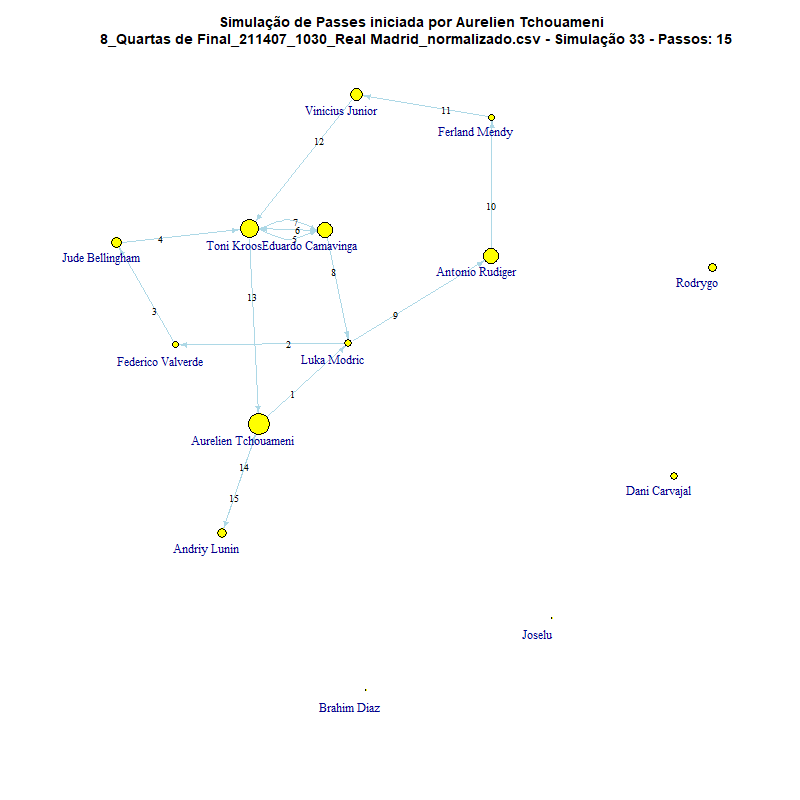 Simulação de Passes iniciada por Aurelien Tchouameni
8_Quartas de Final_211407_1030_Real Madrid_normalizado.csv - Simulação 33 - Passos: 15
Vinicius Junior
11
Ferland Mendy
12
10
7
6
5
4
Toni Kroos
Eduardo Camavinga
Jude Bellingham
8
Antonio Rudiger
Rodrygo
13
3
9
2
Federico Valverde
Luka Modric
1
Aurelien Tchouameni
14
Dani Carvajal
15
Andriy Lunin
Joselu
Brahim Diaz